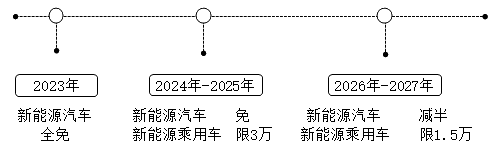 2023年
新能源汽车
全免
2024年-2025年
新能源汽车 免
新能源乘用车 限3万
2026年-2027年
新能源汽车 减半
新能源乘用车 限1.5万